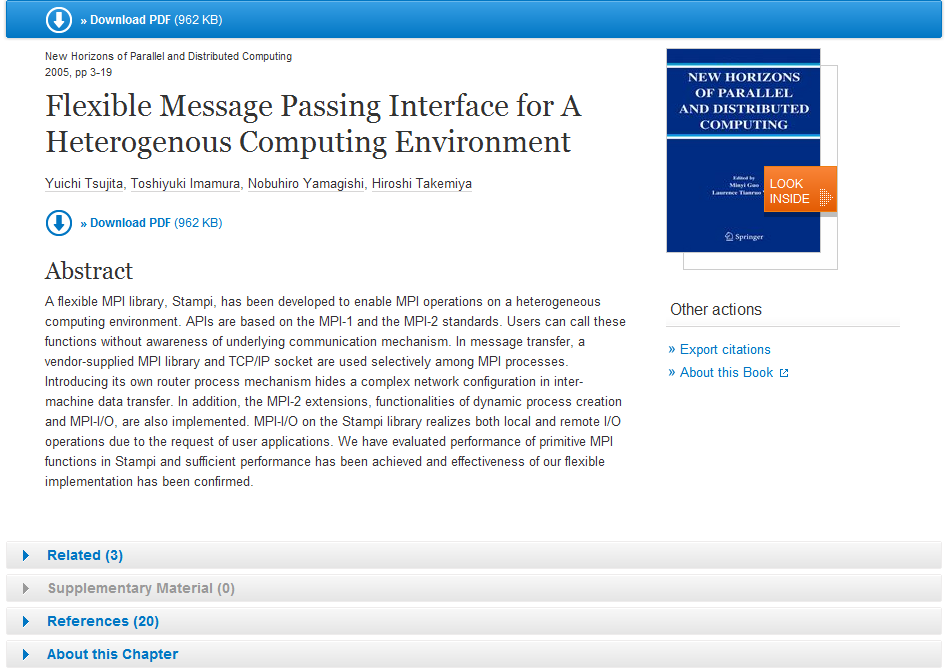 » Download PDF (962 KB)
New Horizons of Parallel and Distributed Computing
2005, pp 3-19
Flexible Message Passing Interface for A
Heterogenous Computing Environment
Yuichi Tsujita, Toshiyuki Imamura, Nobuhiro Yamagishi, Hiroshi Takemiya
» Download PDF (962 KB)
Abstract
A flexible MPI library, Stampi, has been developed to enable MPI operations on a heterogeneous
computing environment. APIs are based on the MPI-1 and the MPI-2 standards. Users can call these
functions without awareness of underlying communication mechanism. In message transfer, a
vendor-supplied MPI library and TCP/IP socket are used selectively among MPI processes.
Introducing its own router process mechanism hides a complex network configuration in inter-
machine data transfer. In addition, the MPI-2 extensions, functionalities of dynamic process creation
and MPI-I/O, are also implemented. MPI-I/O on the Stampi library realizes both local and remote I/O
operations due to the request of user applications. We have evaluated performance of primitive MPI
functions in Stampi and sufficient performance has been achieved and effectiveness of our flexible
implementation has been confirmed.
NEW HORIZONS
OF PARALLEL
AND DISTRIBUTED
COMPUTING
Edited by
Minyi Guo
Laurence Tianruo
LOOK
INSIDE
Springer
Other actions
» Export citations
» About this Book
Related (3)
Supplementary Material (0)
References (20)
About this Chapter